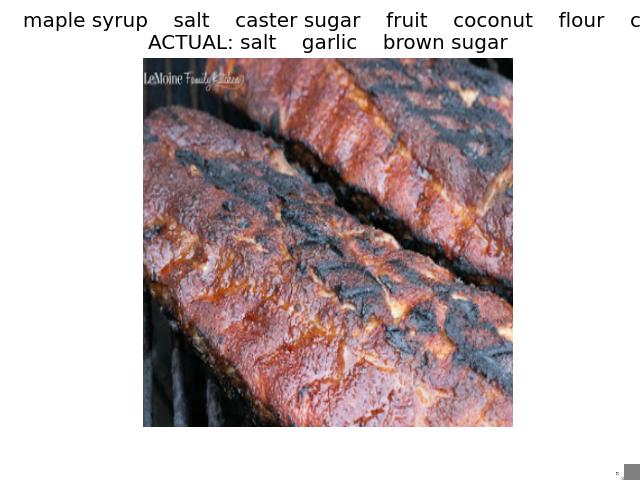 maple syrup salt caster sugar fruit coconut flour
ACTUAL: salt garlic brown sugar
LeMoine Family Kitchen